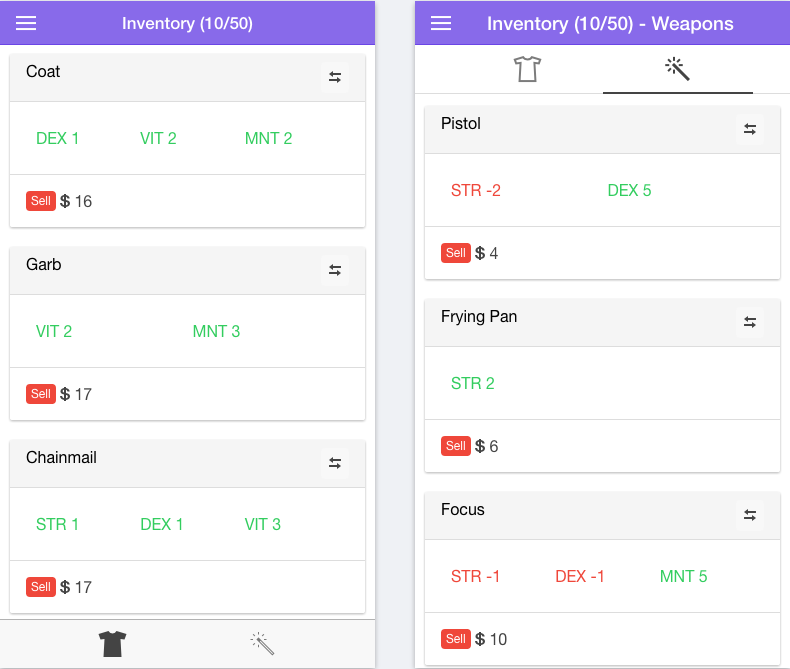 Inventory (10/50)
Coat
DEX 1 VIT 2 MNT 2
Sell $ 16
Garb
VIT 2 MNT 3
Sell $ 17
Chainmail
STR 1 DEX 1 VIT 3
Sell $ 17
Inventory (10/50) - Weapons
Pistol
STR -2 DEX 5
Sell $ 4
Frying Pan
STR 2
Sell $ 6
Focus
STR -1 DEX -1 MNT 5
Sell $ 10